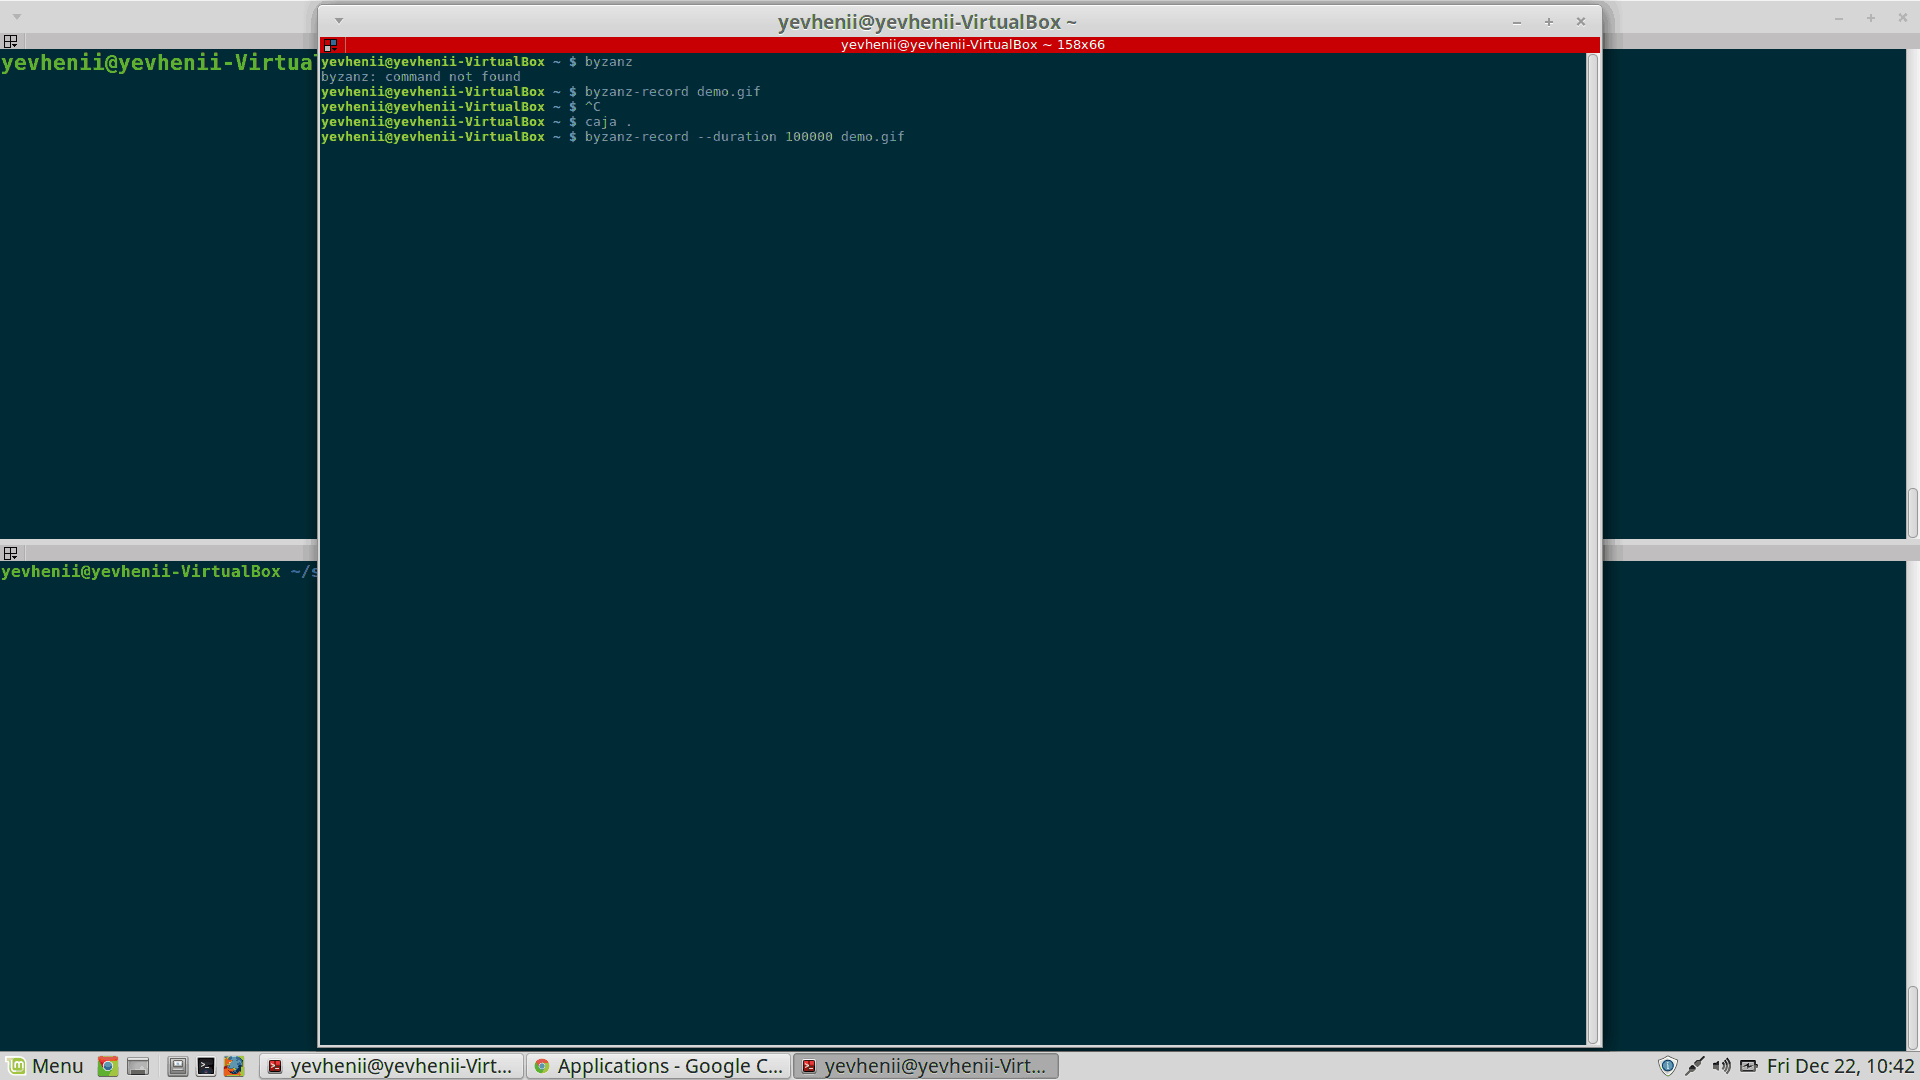 yevhenii@yevhenii-VirtualBox ~
yevhenii@yevhenii-VirtualBox ~ 158x66
yevhenii@yevhenii-Virtua
yevhenii@yevhenii-VirtualBox ~ $ byzanz
byzanz: command not found
yevhenii@yevhenii-VirtualBox ~ $ byzanz-record demo.gif
yevhenii@yevhenii-VirtualBox ~ $ ^C
yevhenii@yevhenii-VirtualBox ~ $ caja .
yevhenii@yevhenii-VirtualBox ~ $ byzanz-record --duration 100000 demo.gif
yevhenii@yevhenii-VirtualBox ~/s
Menu
yevhenii@yevhenii-Virt...
Applications - Google C...
yevhenii@yevhenii-Virt...
Fri Dec 22, 10:42